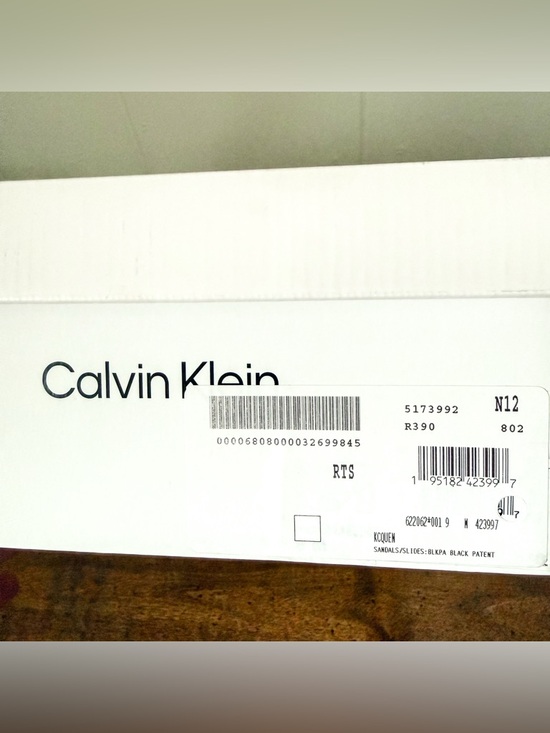 Calvin Klein
5173992 N12
R390 802
00006808000032699845
RTS
1 95182 42399 7
7
622062*001 9 M 423997
KCQUEN
SANDALS/SLIDES:BLKPA BLACK PATENT